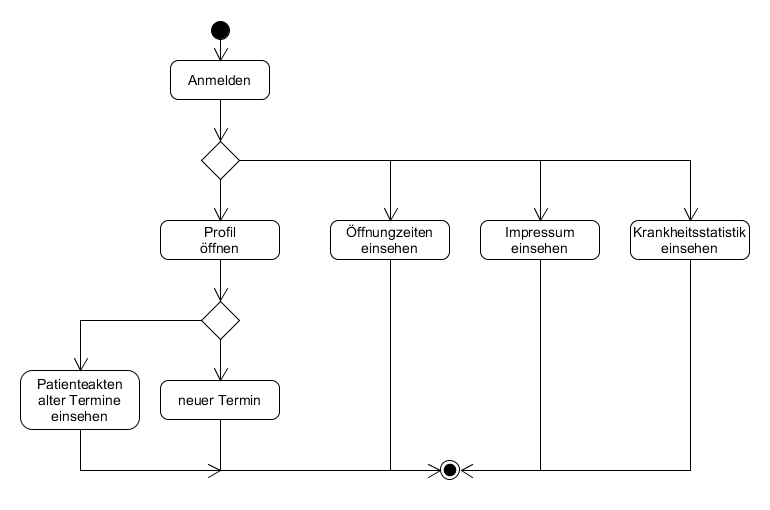 Anmelden
Profil
öffnen
Öffnungzeiten
einsehen
Impressum
einsehen
Krankheitsstatistik
einsehen
Patienteakten
alter Termine
einsehen
neuer Termin